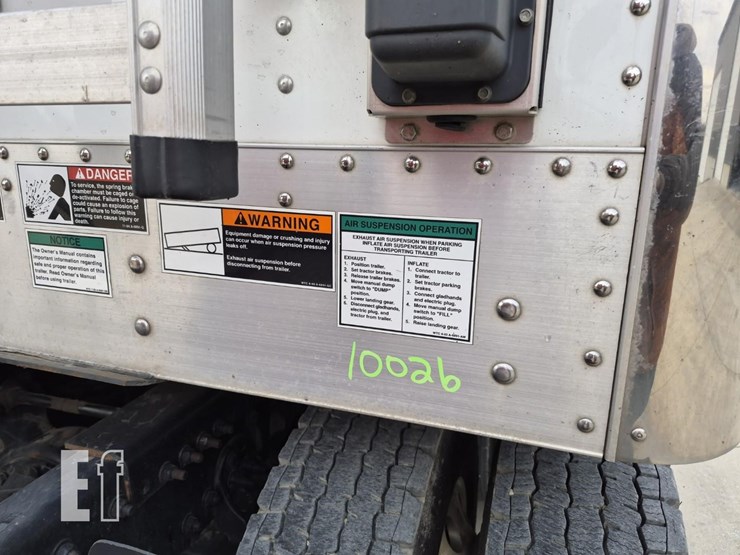 DANGER
To service, the spring brake
chamber must be caged or
de-activated. Failure to cage
could cause an explosion of
parts. Failure to follow this
warning can cause injury or
death.
NOTICE
The Owner's Manual contains
important information regarding
safe and proper operation of this
trailer. Read Owner's Manual
before using trailer.
WARNING
Equipment damage or crushing and injury
can occur when air suspension pressure
leaks off.
Exhaust air suspension before
disconnecting from trailer.
AIR SUSPENSION OPERATION
EXHAUST AIR SUSPENSION WHEN PARKING
INFLATE AIR SUSPENSION BEFORE
TRANSPORTING TRAILER
EXHAUST
1. Position trailer.
2. Set tractor brakes.
3. Release trailer brakes.
4. Move manual dump
switch to "DUMP"
position.
5. Lower landing gear.
6. Disconnect gladhands,
electric plug, and
tractor from trailer.
INFLATE
1. Connect tractor to
trailer.
2. Set tractor parking
brakes.
3. Connect gladhands
and electric plug.
4. Move manual dump
switch to "FILL"
position.
5. Raise landing gear.
10026
Ef